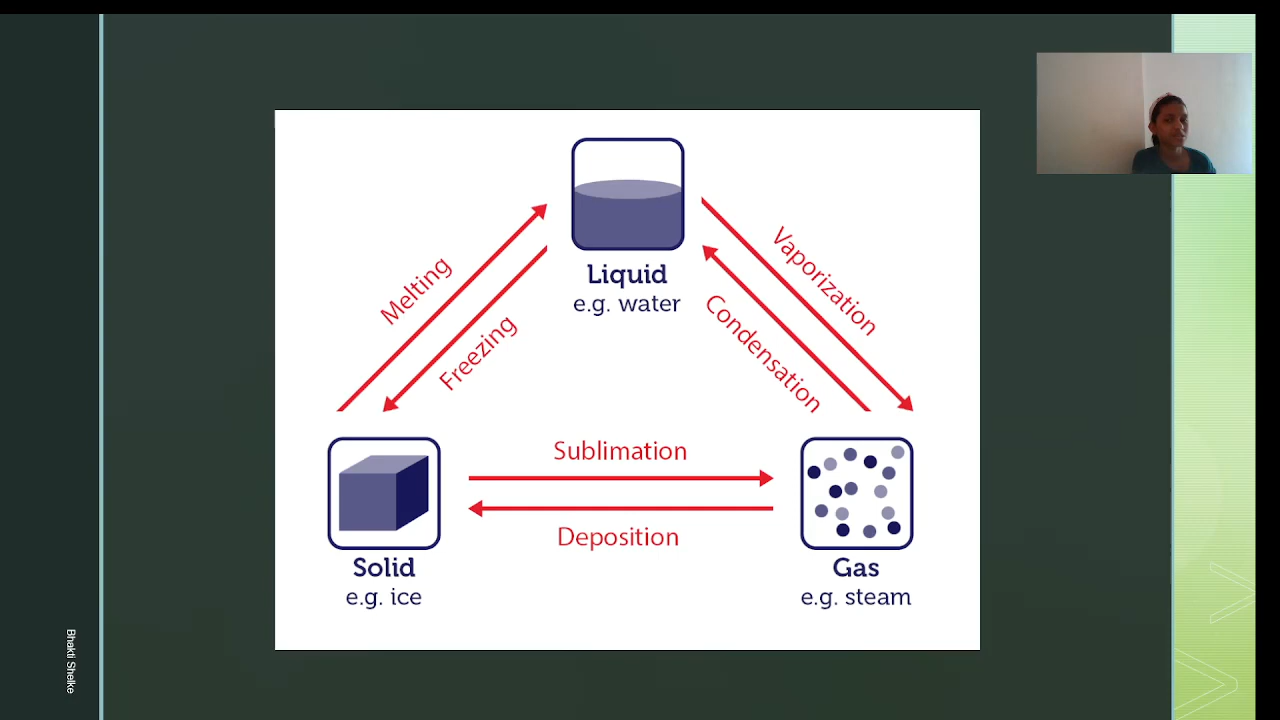 Liquid
e.g. water
Melting
Freezing
Vaporization
Condensation
Sublimation
Deposition
Solid
e.g. ice
Gas
e.g. steam
Bhakti Shelke